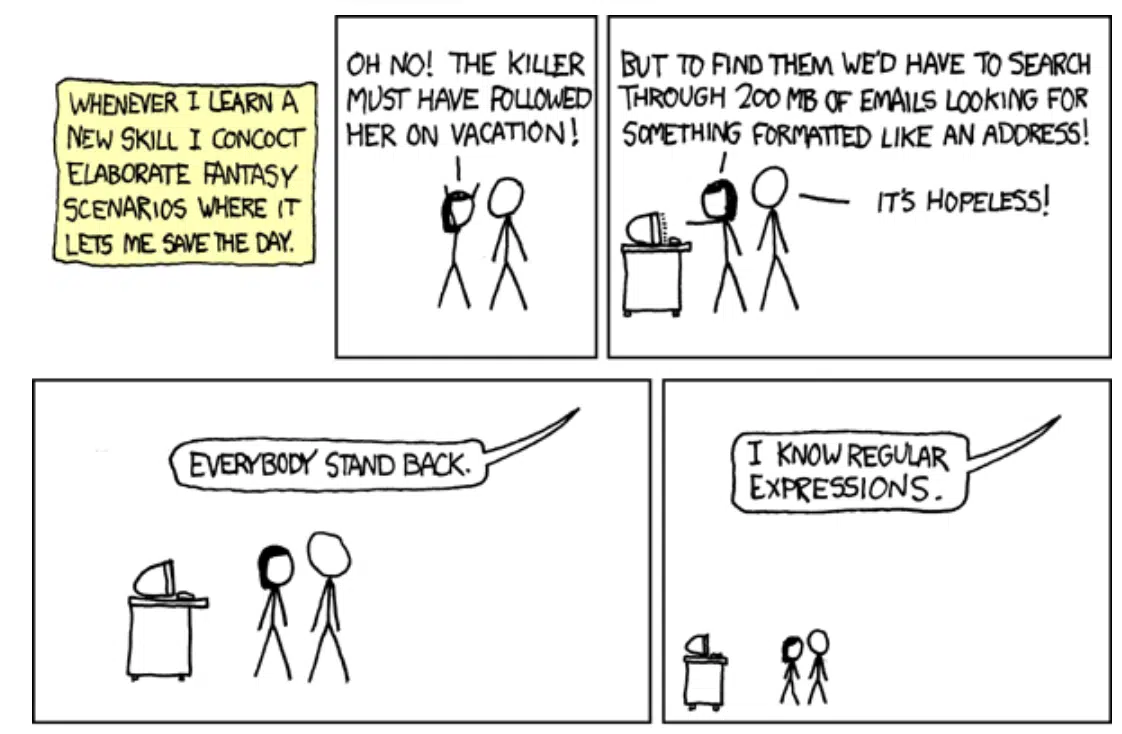 WHENEVER I LEARN A
NEW SKILL I CONCOCT
ELABORATE FANTASY
SCENARIOS WHERE IT
LETS ME SAVE THE DAY.
OH NO! THE KILLER
MUST HAVE FOLLOWED
HER ON VACATION!
BUT TO FIND THEM WE'D HAVE TO SEARCH
THROUGH 200 MB OF EMAILS LOOKING FOR
SOMETHING FORMATTED LIKE AN ADDRESS!
IT'S HOPELESS!
EVERYBODY STAND BACK.
I KNOW REGULAR
EXPRESSIONS.